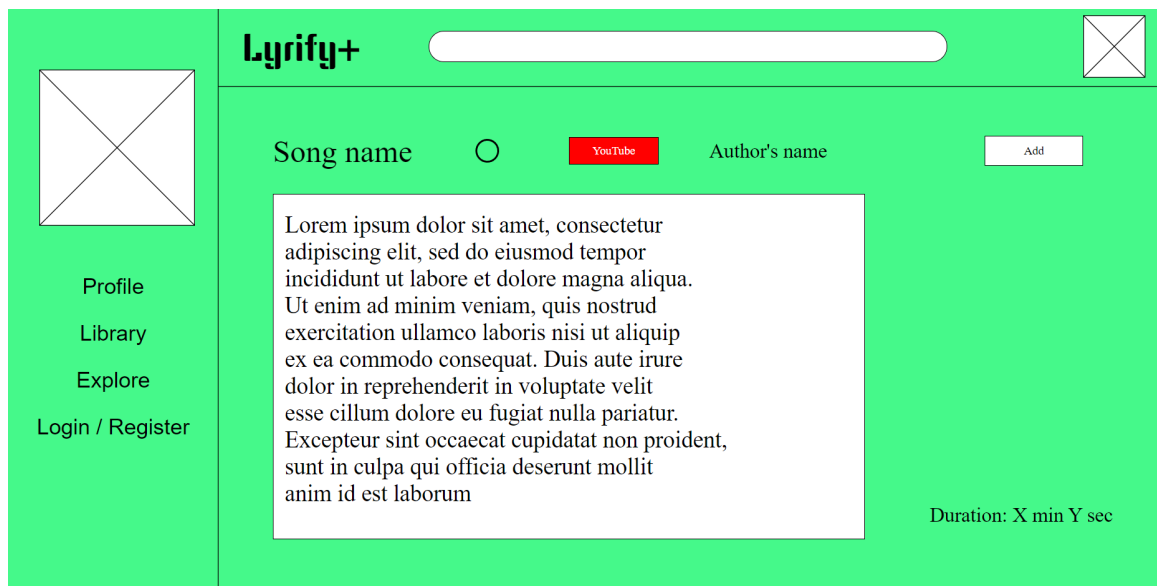 Lyrify+
Profile
Library
Explore
Login / Register
Song name
YouTube
Author's name
Add
Lorem ipsum dolor sit amet, consectetur
adipiscing elit, sed do eiusmod tempor
incididunt ut labore et dolore magna aliqua.
Ut enim ad minim veniam, quis nostrud
exercitation ullamco laboris nisi ut aliquip
ex ea commodo consequat. Duis aute irure
dolor in reprehenderit in voluptate velit
esse cillum dolore eu fugiat nulla pariatur.
Excepteur sint occaecat cupidatat non proident,
sunt in culpa qui officia deserunt mollit
anim id est laborum
Duration: X min Y sec